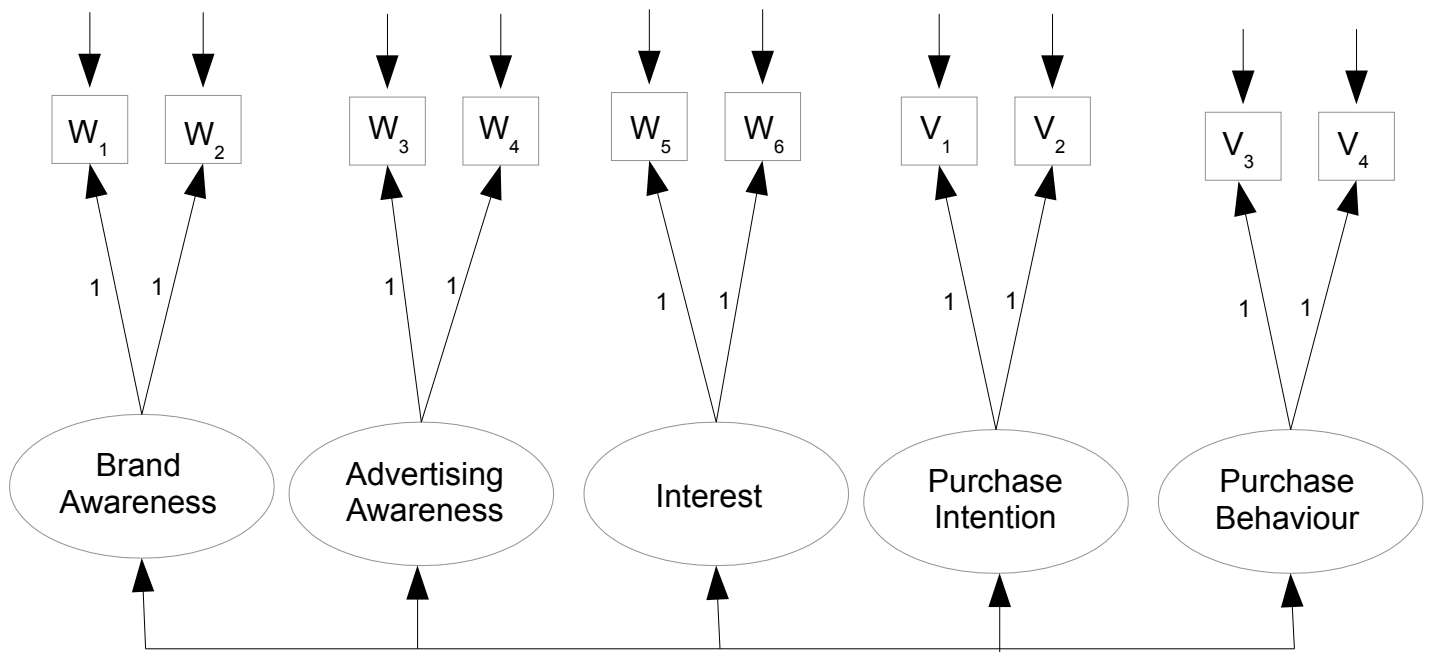 W1 W2 W3 W4 W5 W6 V1 V2 V3 V4
1 1 1 1 1 1 1 1 1 1
Brand
Awareness
Advertising
Awareness
Interest
Purchase
Intention
Purchase
Behaviour